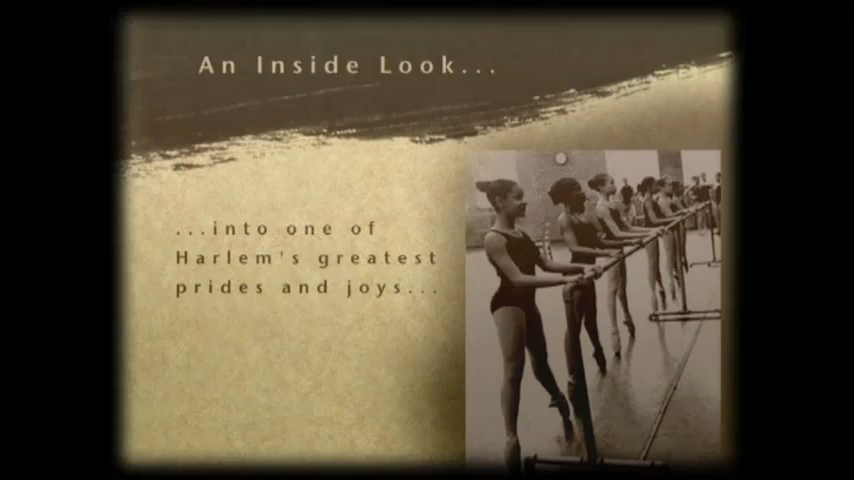 An Inside Look...
...into one of
Harlem's greatest
prides and joys...